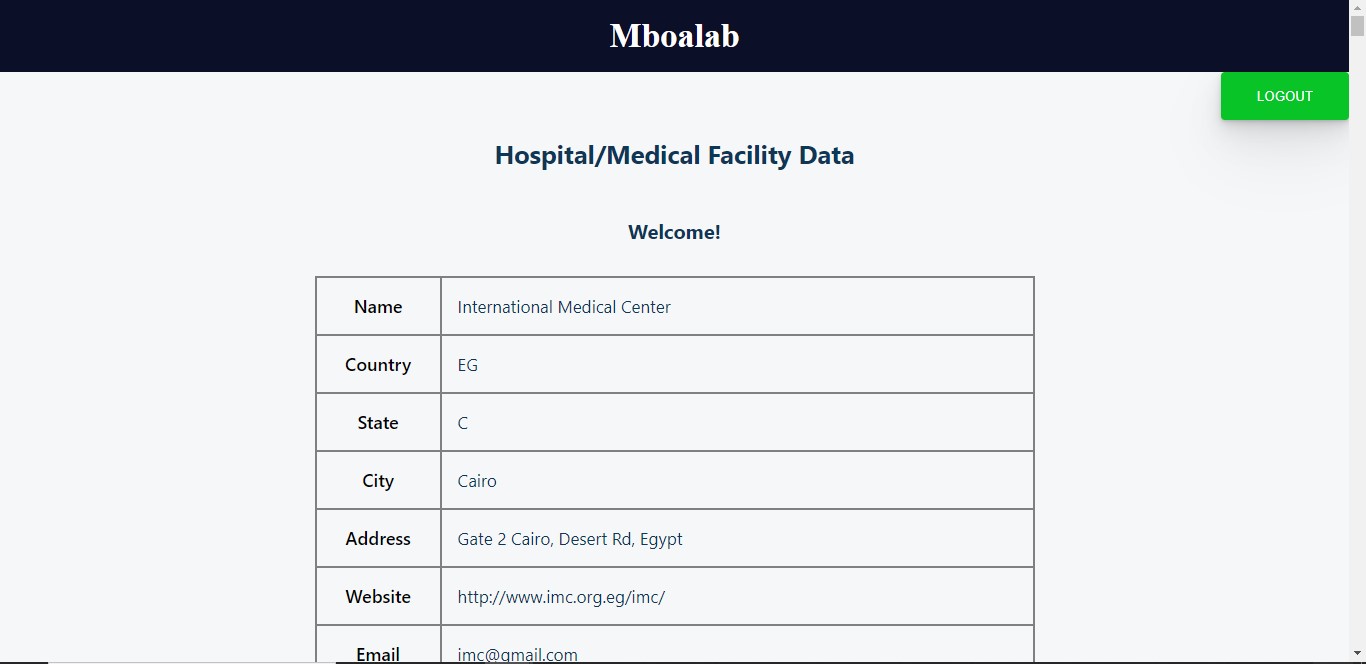 Mboalab
LOGOUT
Hospital/Medical Facility Data
Welcome!
Name International Medical Center
Country EG
State C
City Cairo
Address Gate 2 Cairo, Desert Rd, Egypt
Website http://www.imc.org.eg/imc/
Email imc@gmail.com